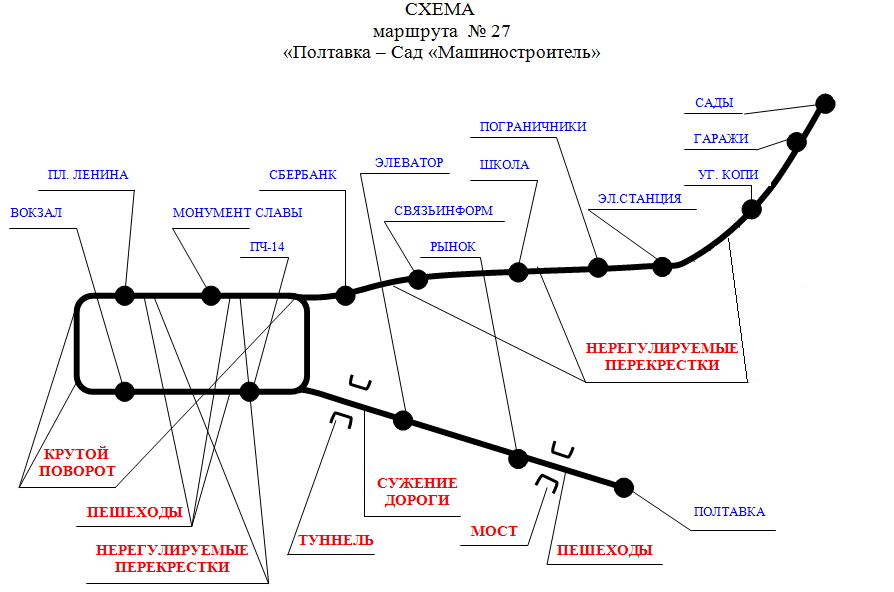 СХЕМА
маршрута № 27
«Полтавка – Сад «Машиностроитель»
САДЫ
ПОГРАНИЧНИКИ
ГАРАЖИ
ЭЛЕВАТОР
ШКОЛА
ПЛ. ЛЕНИНА
СБЕРБАНК
УГ. КОПИ
ЭЛ.СТАНЦИЯ
ВОКЗАЛ
МОНУМЕНТ СЛАВЫ
СВЯЗЬИНФОРМ
ПЧ-14
РЫНОК
НЕРЕГУЛИРУЕМЫЕ
ПЕРЕКРЕСТКИ
КРУТОЙ
ПОВОРОТ
СУЖЕНИЕ
ДОРОГИ
ПЕШЕХОДЫ
ПОЛТАВКА
МОСТ
ТУННЕЛЬ
НЕРЕГУЛИРУЕМЫЕ
ПЕРЕКРЕСТКИ
ПЕШЕХОДЫ